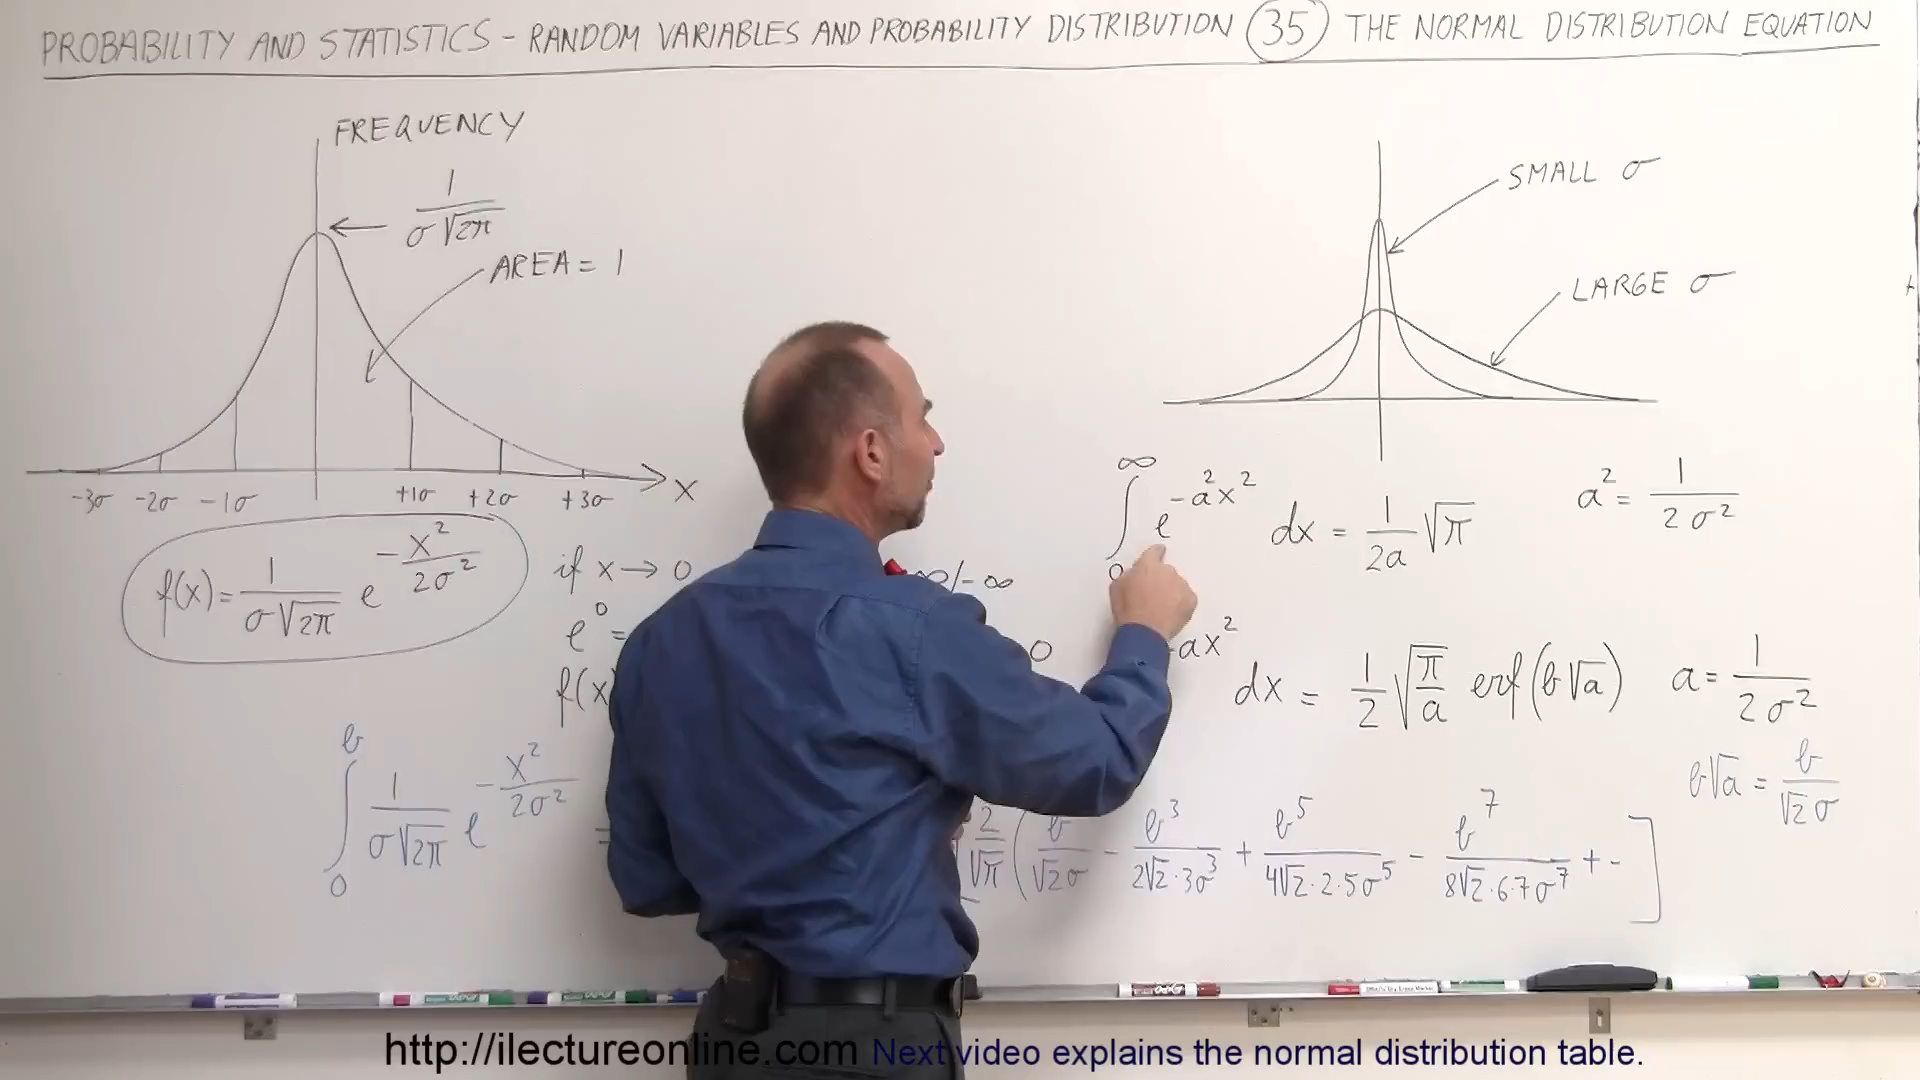 PROBABILITY AND STATISTICS - RANDOM VARIABLES AND PROBABILITY DISTRIBUTION 35 THE NORMAL DISTRIBUTION EQUATION
FREQUENCY
1/(σ√2π)
AREA = 1
-3σ -2σ -1σ +1σ +2σ +3σ X
f(x) = 1/(σ√2π) e^(-x²/2σ²)
if x → 0
∞/-∞
e⁰ =
0
f(x
SMALL σ
LARGE σ
∫₀^∞ e^(-a²x²) dx = 1/(2a) √π a² = 1/(2σ²)
-ax² dx = 1/2 √(π/a) erf(b√a) a = 1/(2σ²)
b√a = b/(√2σ)
∫₀^b 1/(σ√2π) e^(-x²/2σ²) =
2/√π ( b/(√2σ) - b³/(2√2·3σ³) + b⁵/(4√2·2·5σ⁵) - b⁷/(8√2·6·7σ⁷) + - ]
http://ilectureonline.com Next video explains the normal distribution table.